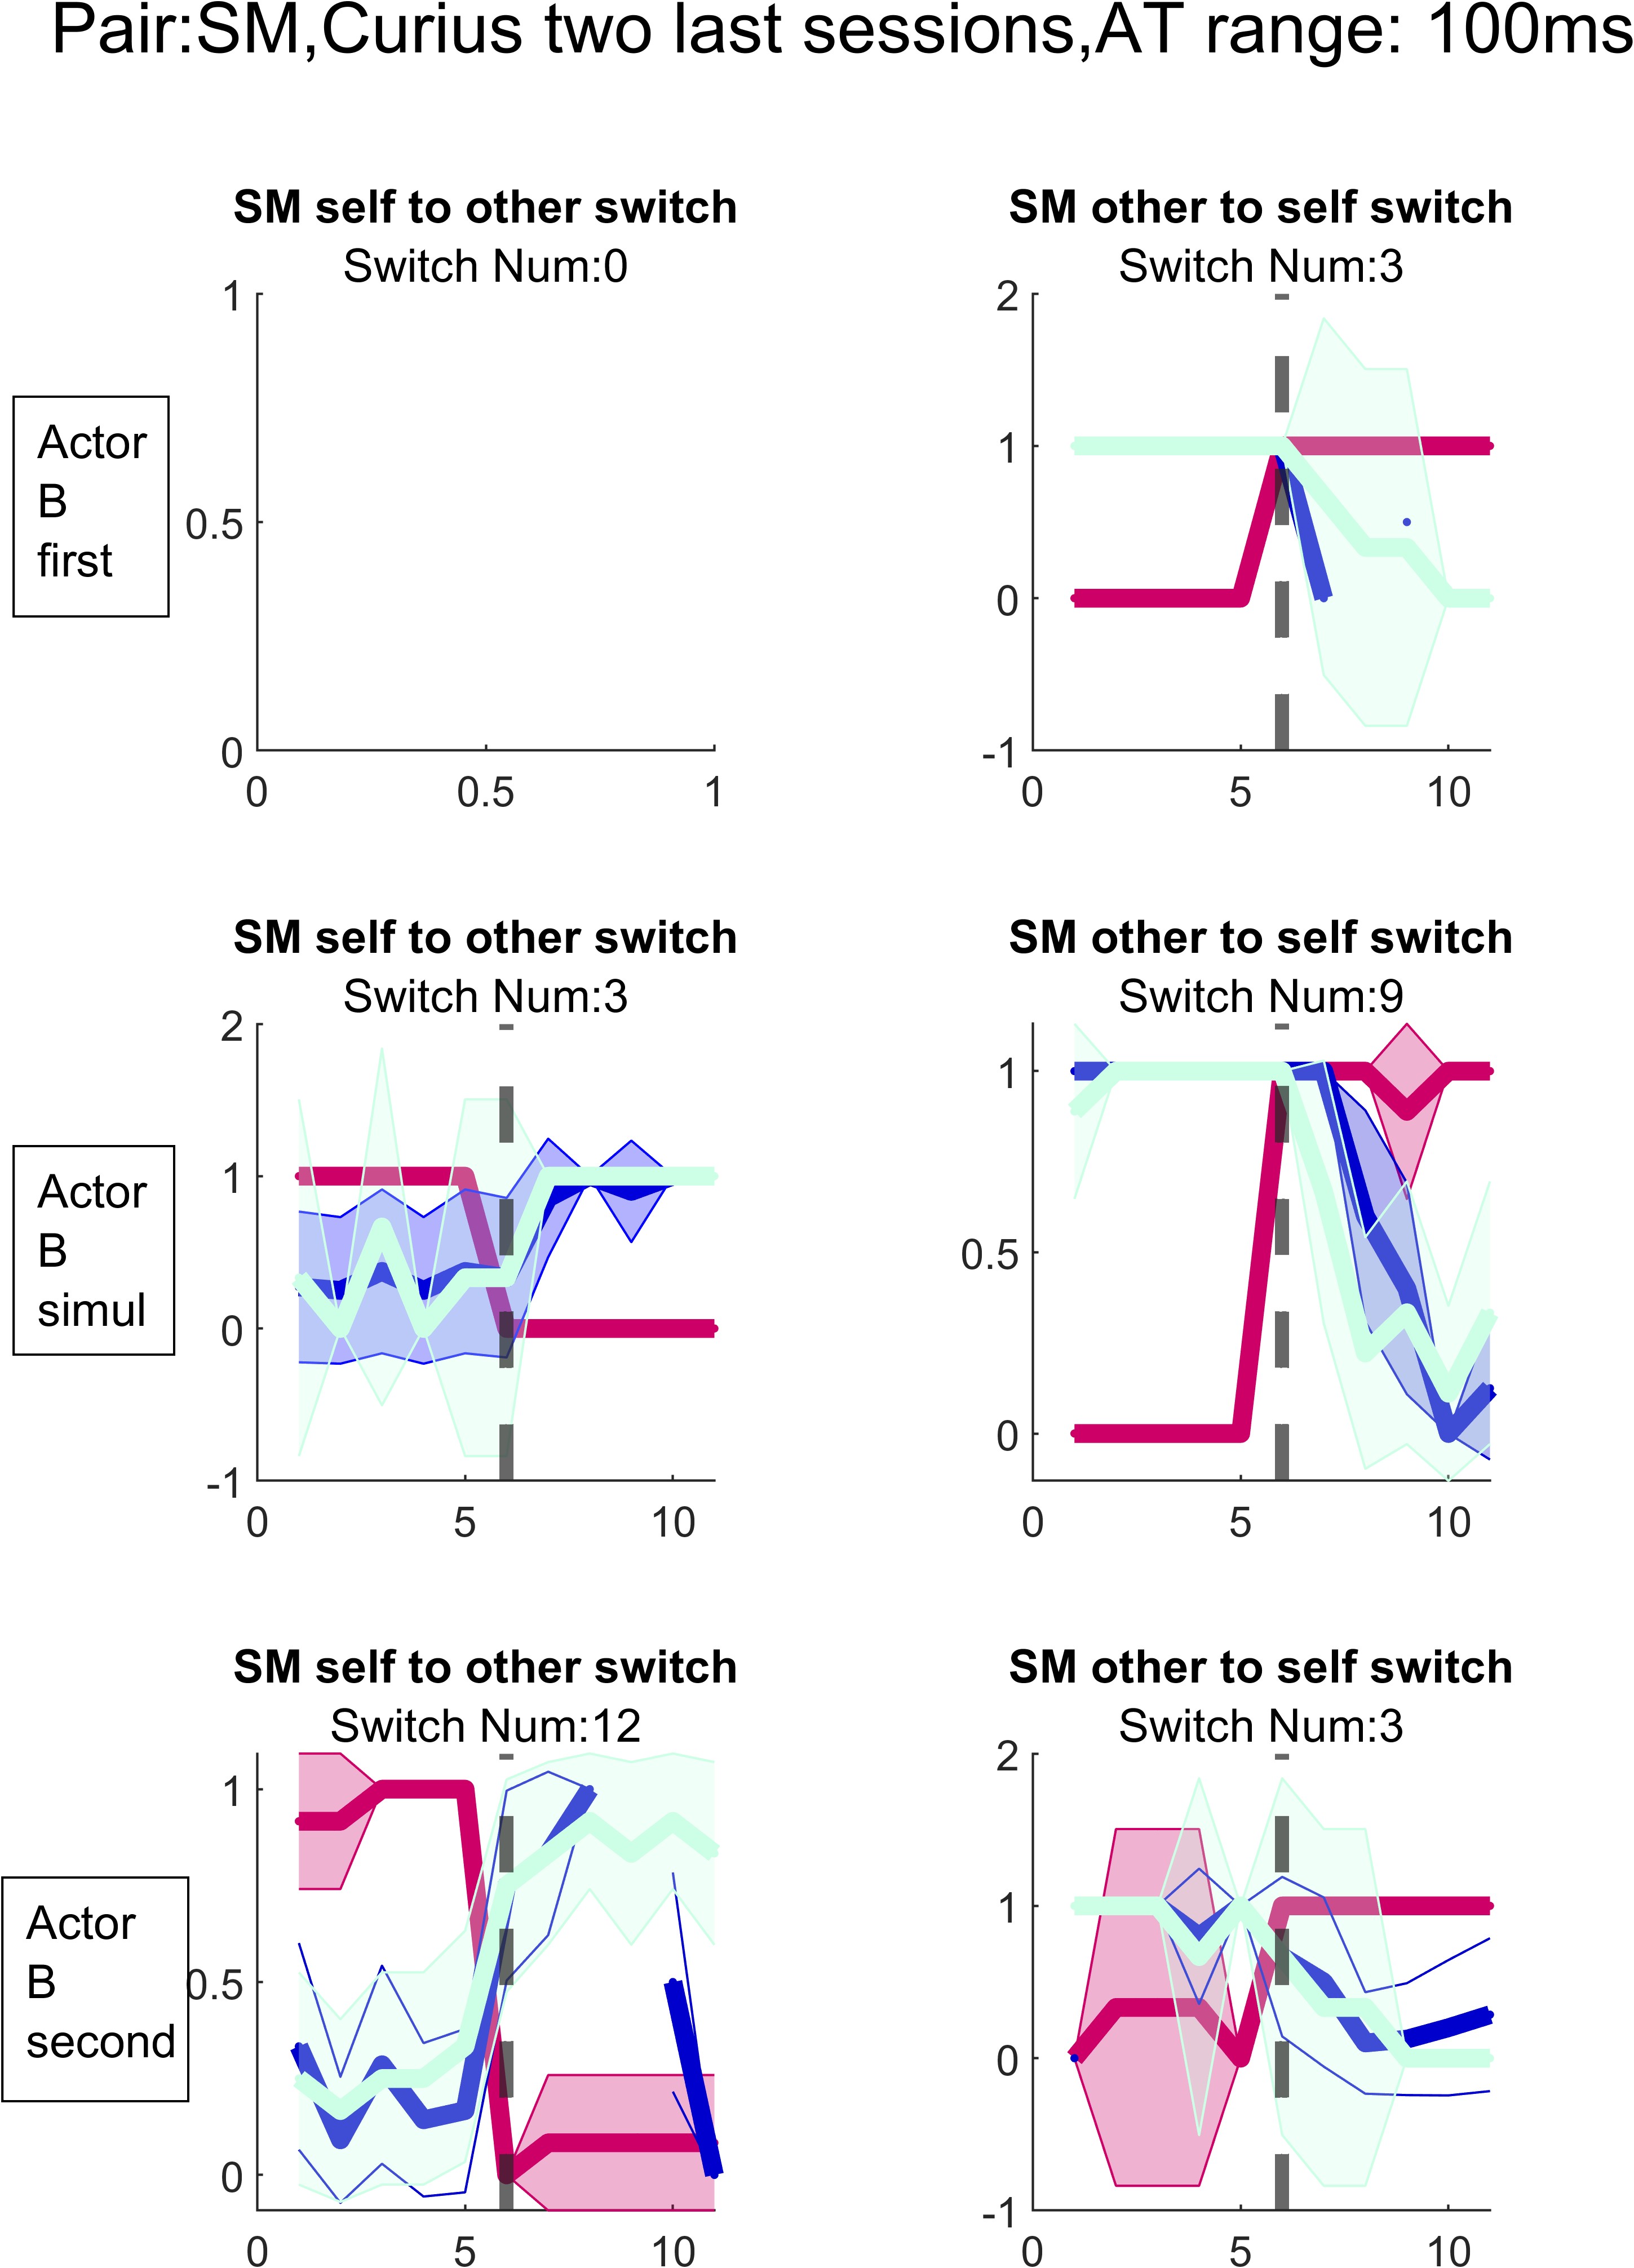 Pair:SM,Curius two last sessions,AT range: 100ms
SM self to other switch
Switch Num:0
1
0.5
0
0 0.5 1
SM other to self switch
Switch Num:3
2
1
0
-1
0 5 10
Actor
B
first
SM self to other switch
Switch Num:3
2
1
0
-1
0 5 10
SM other to self switch
Switch Num:9
1
0.5
0
0 5 10
Actor
B
simul
SM self to other switch
Switch Num:12
1
0.5
0
0 5 10
SM other to self switch
Switch Num:3
2
1
0
-1
0 5 10
Actor
B
second